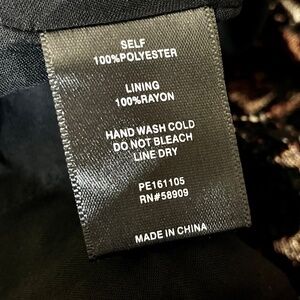 SELF
100%POLYESTER
LINING
100%RAYON
HAND WASH COLD
DO NOT BLEACH
LINE DRY
PE161105
RN#58909
MADE IN CHINA